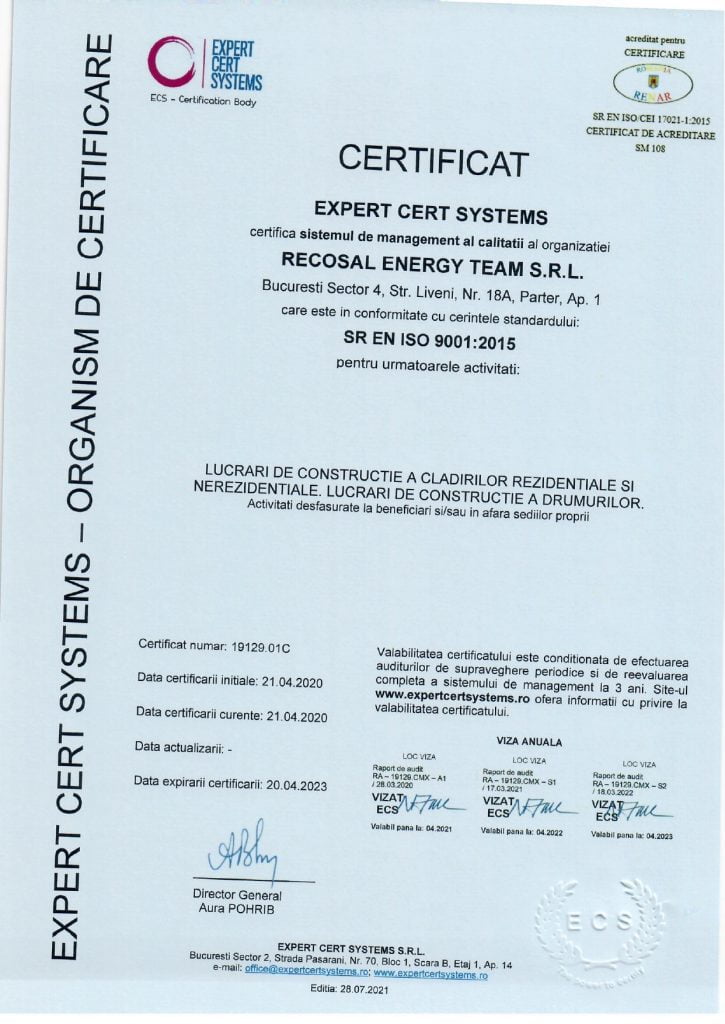 EXPERT CERT SYSTEMS – ORGANISM DE CERTIFICARE
EXPERT
CERT
SYSTEMS
ECS - Certification Body
acreditat pentru
CERTIFICARE
ROMANIA
RENAR
SR EN ISO/CEI 17021-1:2015
CERTIFICAT DE ACREDITARE
SM 108
CERTIFICAT
EXPERT CERT SYSTEMS
certifica sistemul de management al calitatii al organizatiei
RECOSAL ENERGY TEAM S.R.L.
Bucuresti Sector 4, Str. Liveni, Nr. 18A, Parter, Ap. 1
care este in conformitate cu cerintele standardului:
SR EN ISO 9001:2015
pentru urmatoarele activitati:
LUCRARI DE CONSTRUCTIE A CLADIRILOR REZIDENTIALE SI
NEREZIDENTIALE. LUCRARI DE CONSTRUCTIE A DRUMURILOR.
Activitati desfasurate la beneficiari si/sau in afara sediilor proprii
Certificat numar: 19129.01C
Data certificarii initiale: 21.04.2020
Data certificarii curente: 21.04.2020
Data actualizarii: -
Data expirarii certificarii: 20.04.2023
Director General
Aura POHRIB
Valabilitatea certificatului este conditionata de efectuarea
auditurilor de supraveghere periodice si de reevaluarea
completa a sistemului de management la 3 ani. Site-ul
www.expertcertsystems.ro ofera informatii cu privire la
valabilitatea certificatului.
VIZA ANUALA
LOC VIZA
Raport de audit
RA – 19129.CMX – A1
/ 28.03.2020
VIZAT
ECS
Valabil pana la: 04.2021
LOC VIZA
Raport de audit
RA – 19129.CMX – S1
/ 17.03.2021
VIZAT
ECS
Valabil pana la: 04.2022
LOC VIZA
Raport de audit
RA – 19129.CMX – S2
/ 18.03.2022
VIZAT
ECS
Valabil pana la: 04.2023
ECS
EXPERT CERT SYSTEMS S.R.L.
Bucuresti Sector 2, Strada Pasarani, Nr. 70, Bloc 1, Scara B, Etaj 1, Ap. 14
e-mail: office@expertcertsystems.ro; www.expertcertsystems.ro
Editia: 28.07.2021